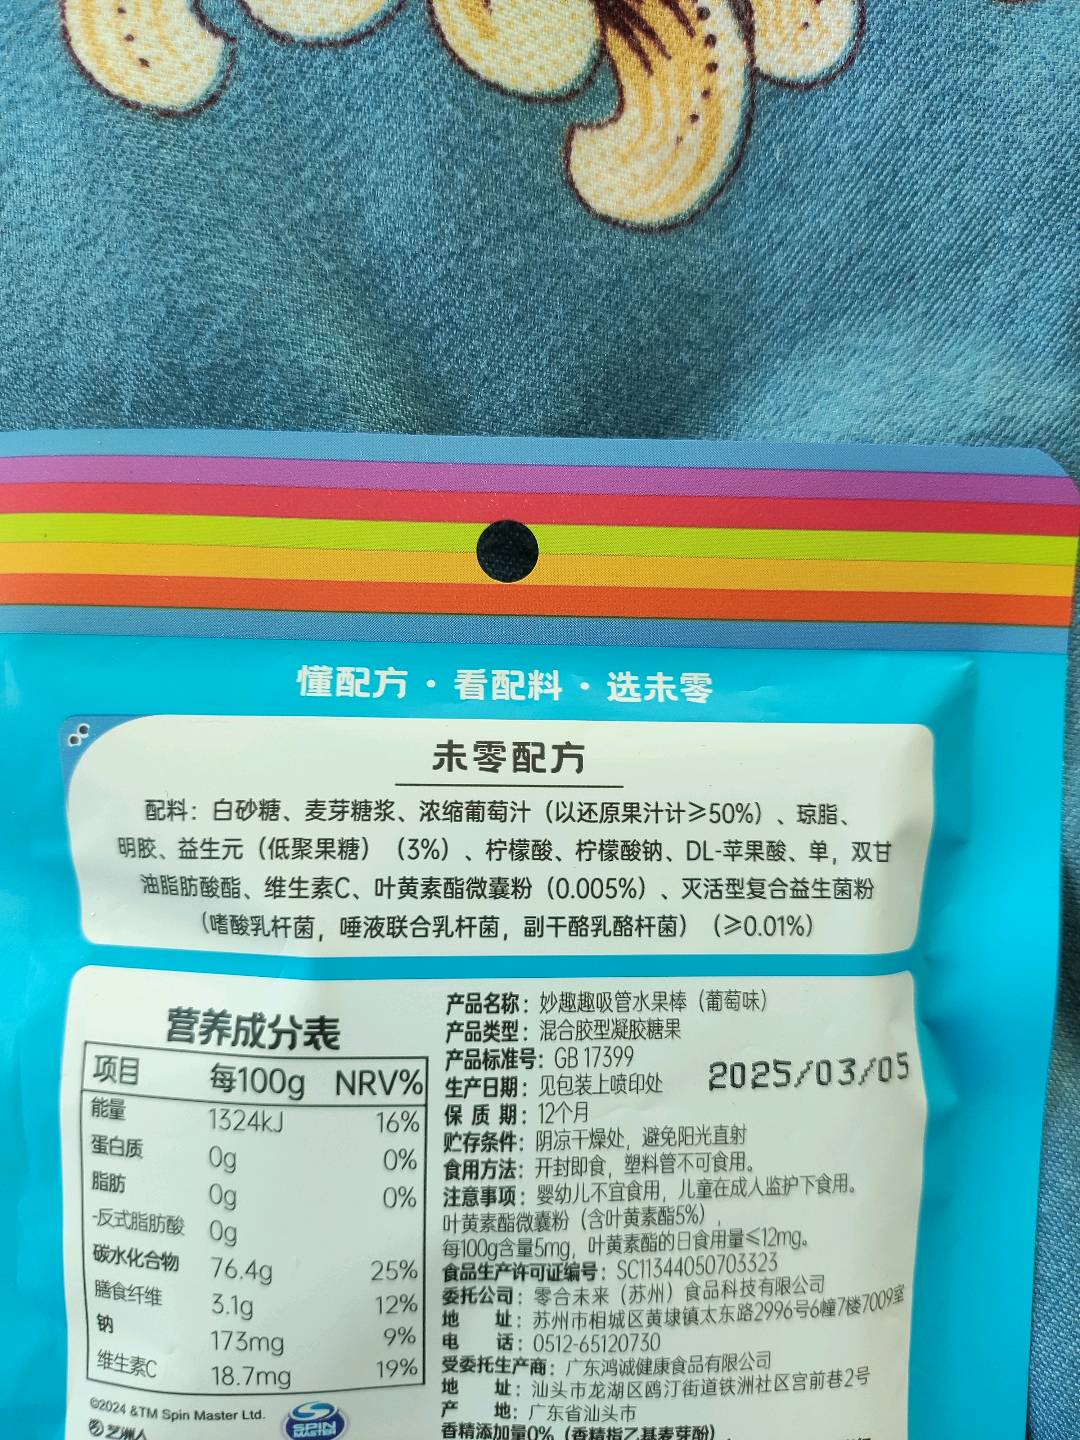 懂配方·看配料·选未零
未零配方
配料：白砂糖、麦芽糖浆、浓缩葡萄汁（以还原果汁计≥50%）、琼脂、
明胶、益生元（低聚果糖）（3%）、柠檬酸、柠檬酸钠、DL-苹果酸、单，双甘
油脂肪酸酯、维生素C、叶黄素酯微囊粉（0.005%）、灭活型复合益生菌粉
（嗜酸乳杆菌，唾液联合乳杆菌，副干酪乳酪杆菌）（≥0.01%）
营养成分表
项目 每100g NRV%
能量 1324kJ 16%
蛋白质 0g 0%
脂肪 0g 0%
-反式脂肪酸 0g
碳水化合物 76.4g 25%
膳食纤维 3.1g 12%
钠 173mg 9%
维生素C 18.7mg 19%
©2024 &TM Spin Master Ltd.
SPIN
MASTER
产品名称：妙趣趣吸管水果棒（葡萄味）
产品类型：混合胶型凝胶糖果
产品标准号：GB 17399
生产日期：见包装上喷印处
2025/03/05
保质期：12个月
贮存条件：阴凉干燥处，避免阳光直射
食用方法：开封即食，塑料管不可食用。
注意事项：婴幼儿不宜食用，儿童在成人监护下食用。
叶黄素酯微囊粉（含叶黄素酯5%），
每100g含量5mg，叶黄素酯的日食用量≤12mg。
食品生产许可证编号：SC11344050703323
委托公司：零合未来（苏州）食品科技有限公司
地址：苏州市相城区黄埭镇太东路2996号6幢7楼7009室
电话：0512-65120730
受委托生产商：广东鸿诚健康食品有限公司
地址：汕头市龙湖区鸥汀街道铁洲社区宫前巷2号
产地：广东省汕头市
香精添加量0%（香精指乙基麦芽酚）